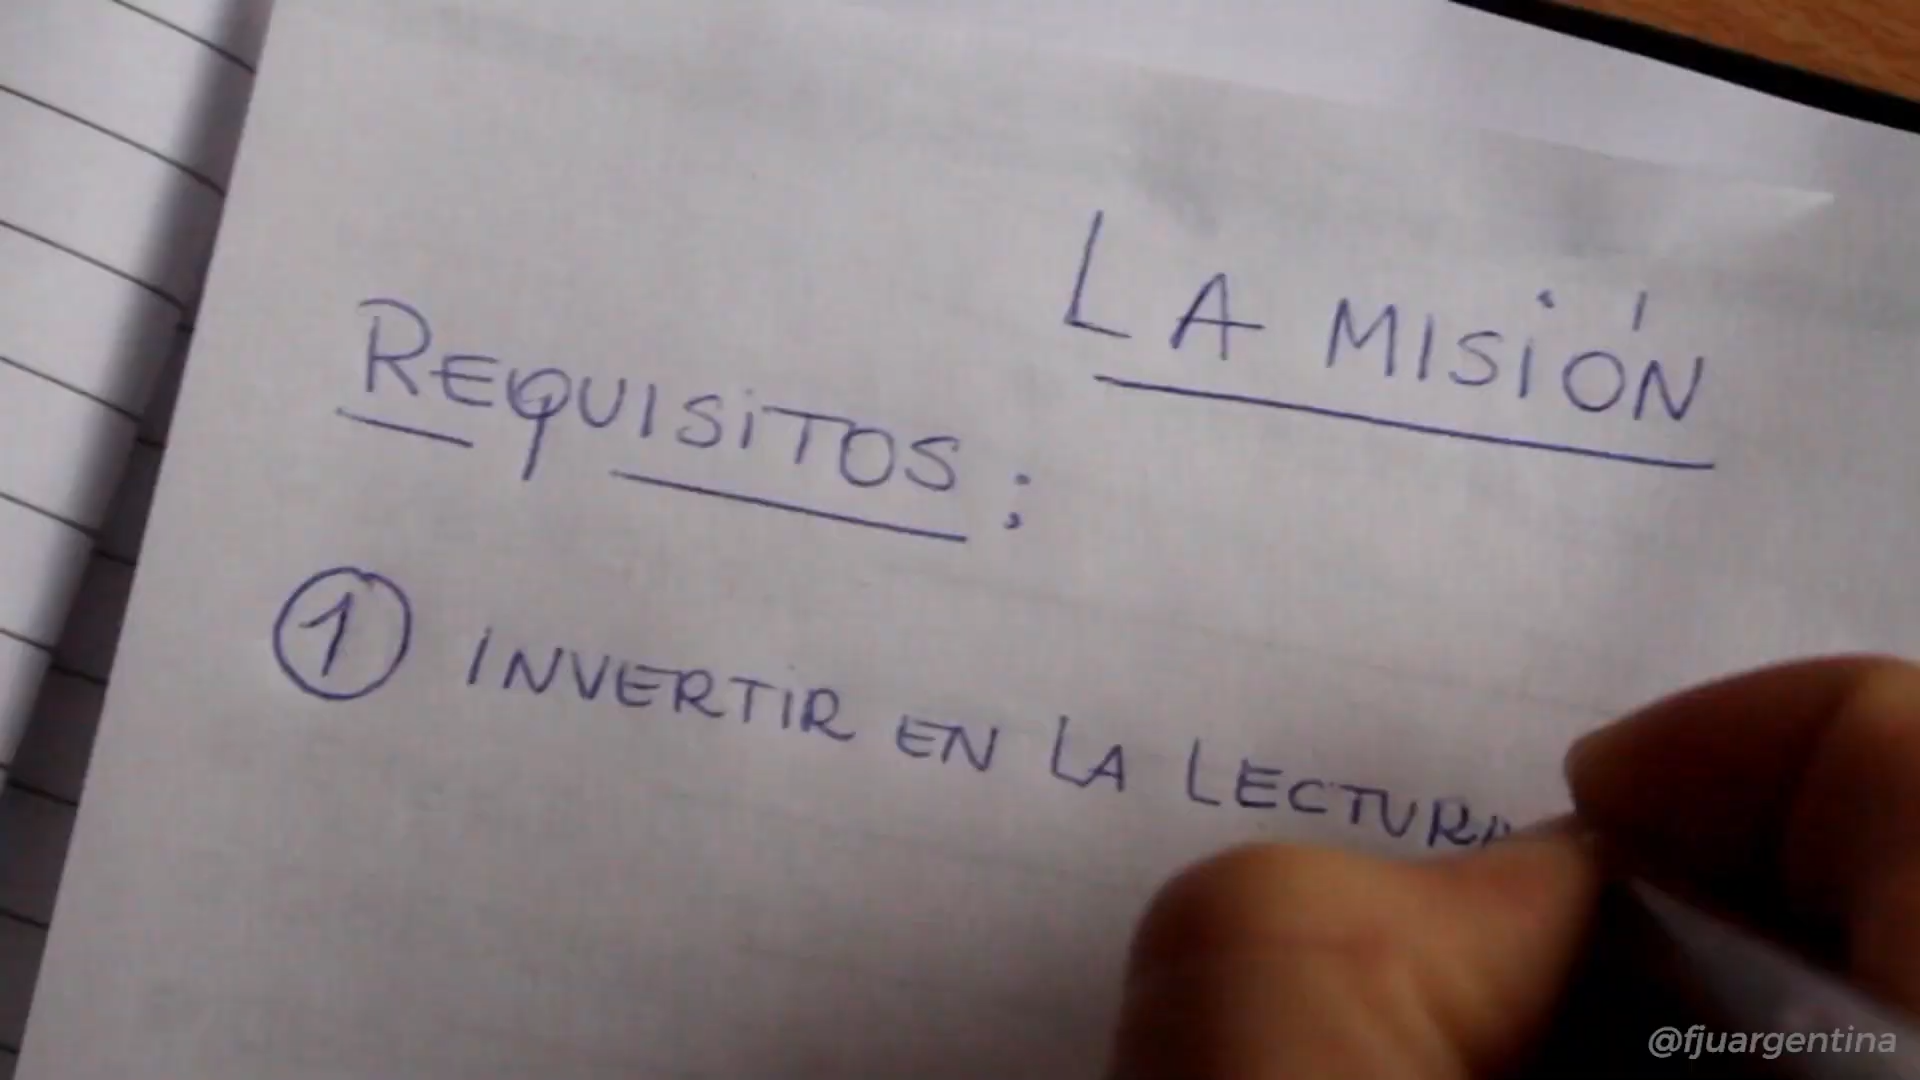 LA MISIÓN
REQUISITOS:
1 INVERTIR EN LA LECTURA
@fjuargentina